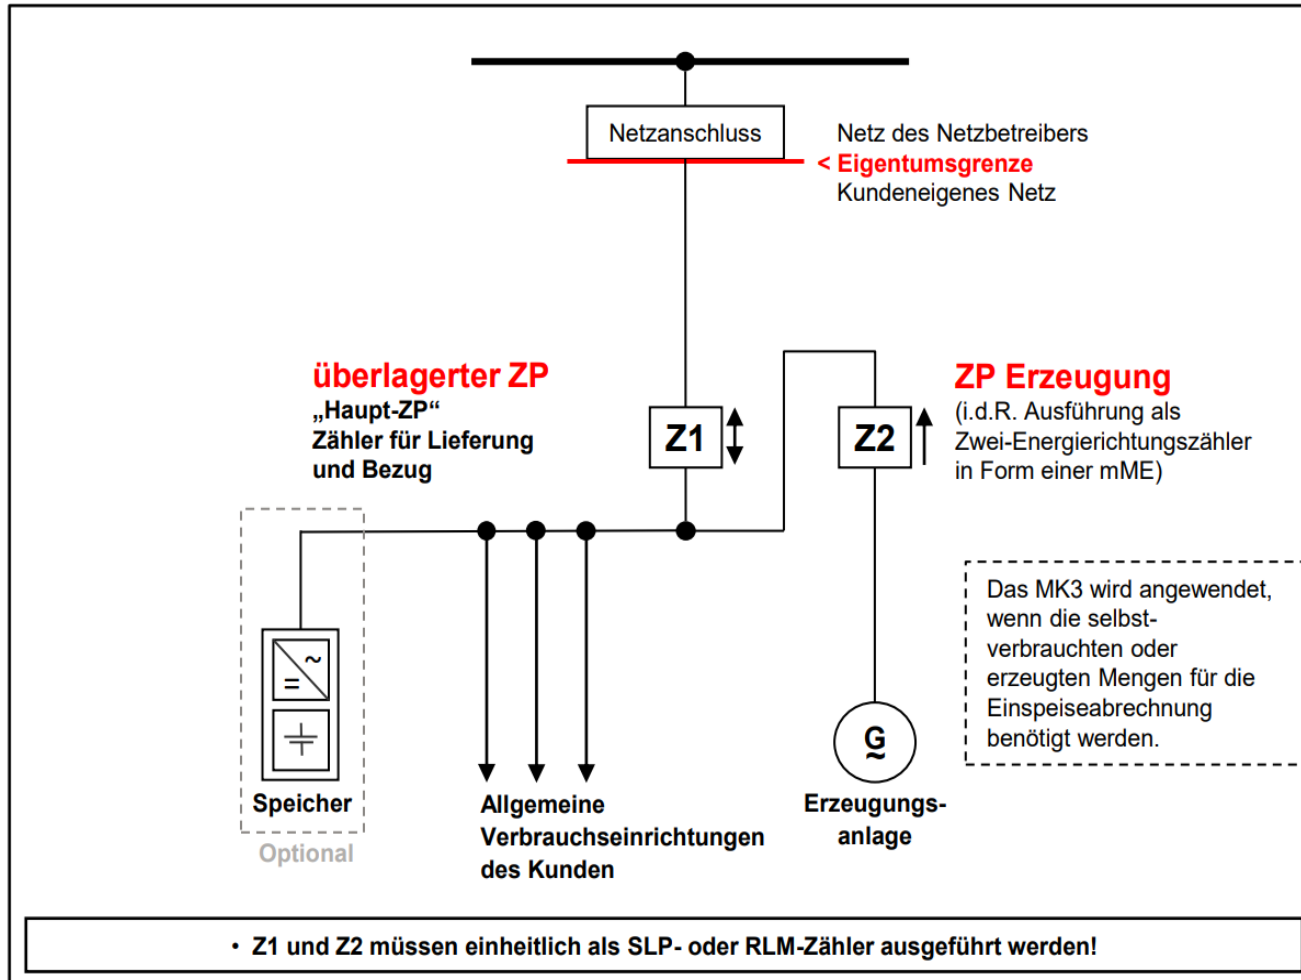 Netzanschluss
Netz des Netzbetreibers
< Eigentumsgrenze
Kundeneigenes Netz
überlagerter ZP
„Haupt-ZP“
Zähler für Lieferung
und Bezug
Z1
Z2
ZP Erzeugung
(i.d.R. Ausführung als
Zwei-Energierichtungszähler
in Form einer mME)
Das MK3 wird angewendet,
wenn die selbst-
verbrauchten oder
erzeugten Mengen für die
Einspeiseabrechnung
benötigt werden.
~
=
G
~
Speicher
Optional
Allgemeine
Verbrauchseinrichtungen
des Kunden
Erzeugungs-
anlage
• Z1 und Z2 müssen einheitlich als SLP- oder RLM-Zähler ausgeführt werden!